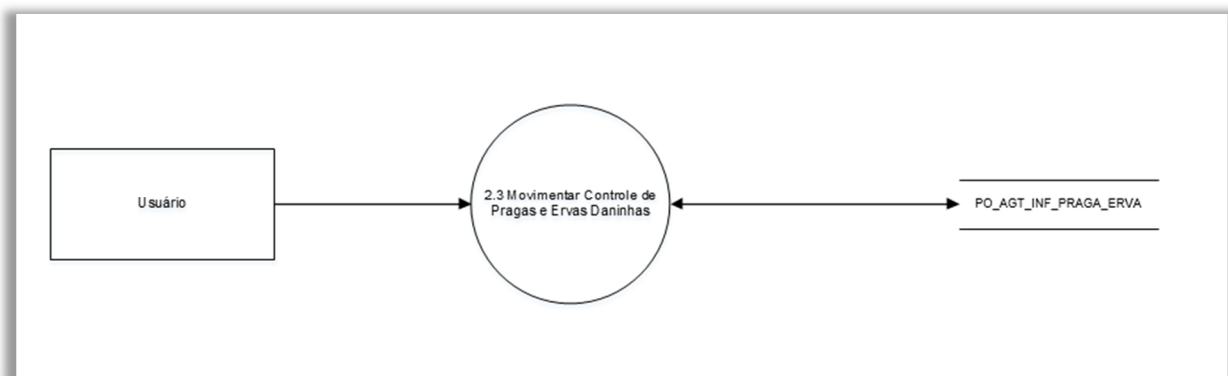 Usuário
2.3 Movimentar Controle de
Pragas e Ervas Daninhas
PO_AGT_INF_PRAGA_ERVA